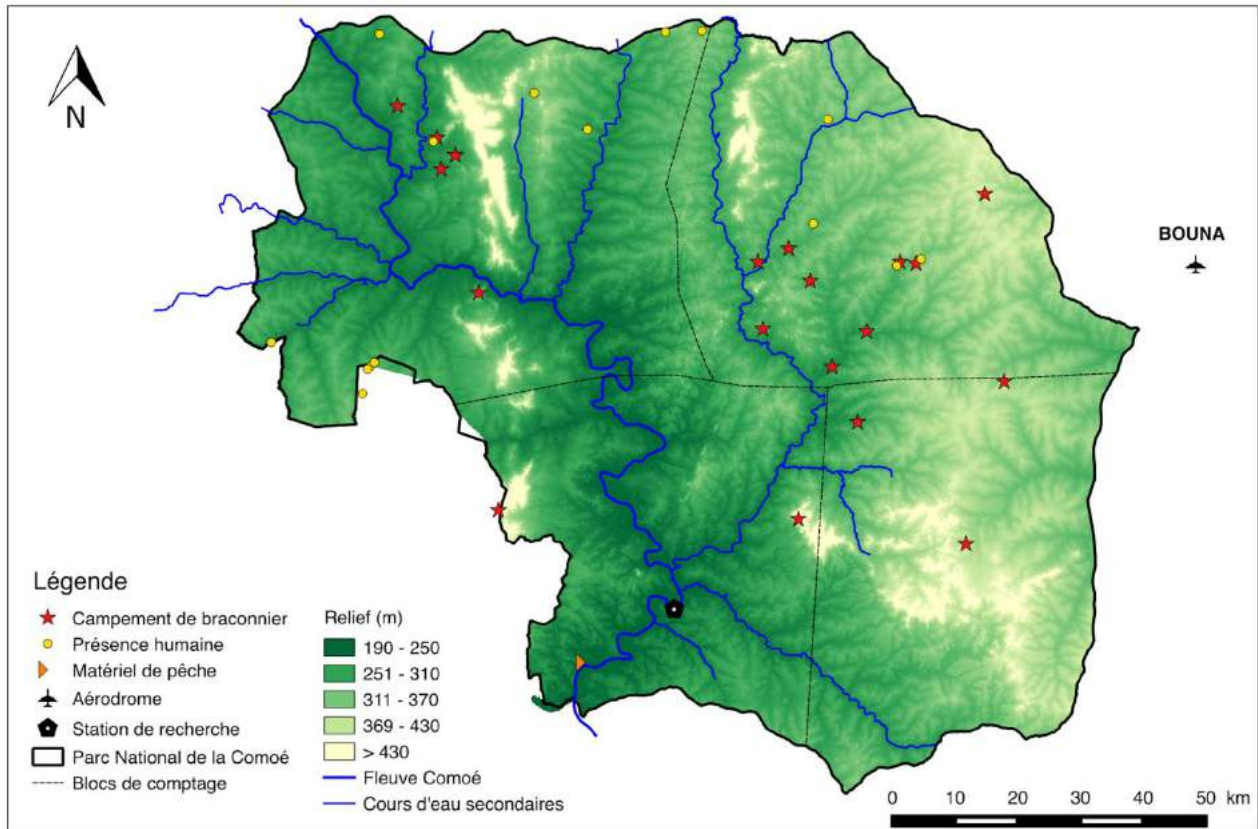 N
BOUNA
Légende
Campement de braconnier
Présence humaine
Matériel de pêche
Aérodrome
Station de recherche
Parc National de la Comoé
Blocs de comptage
Relief (m)
190 - 250
251 - 310
311 - 370
369 - 430
> 430
Fleuve Comoé
Cours d'eau secondaires
0 10 20 30 40 50 km